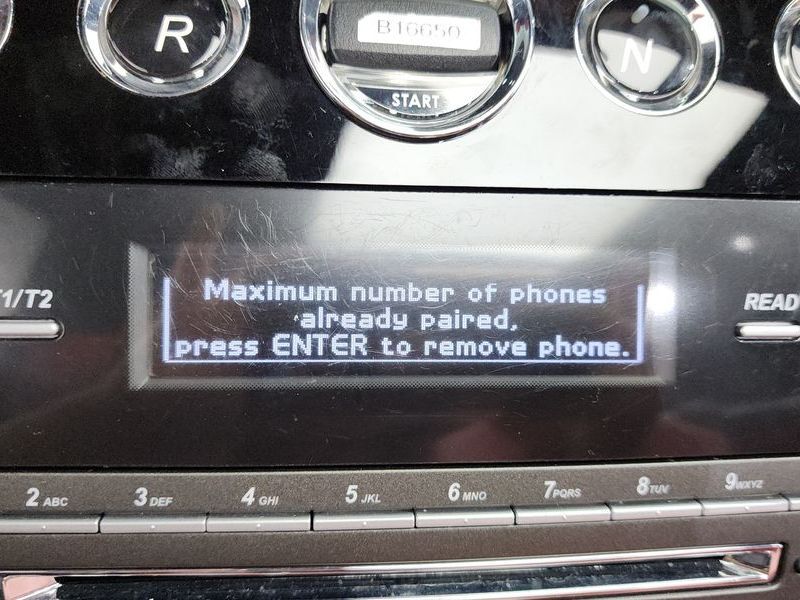 R
B16650
N
START
1/T2
READ
Maximum number of phones
already paired,
press ENTER to remove phone.
2 ABC
3 DEF
4 GHI
5 JKL
6 MNO
7 PQRS
8 TUV
9 WXYZ